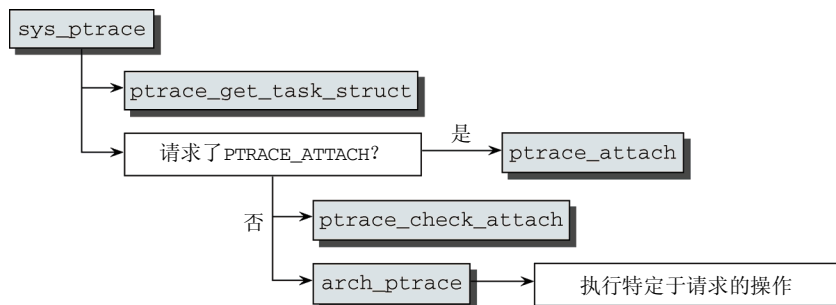 sys_ptrace
ptrace_get_task_struct
请求了PTRACE_ATTACH?
是
ptrace_attach
否
ptrace_check_attach
arch_ptrace
执行特定于请求的操作